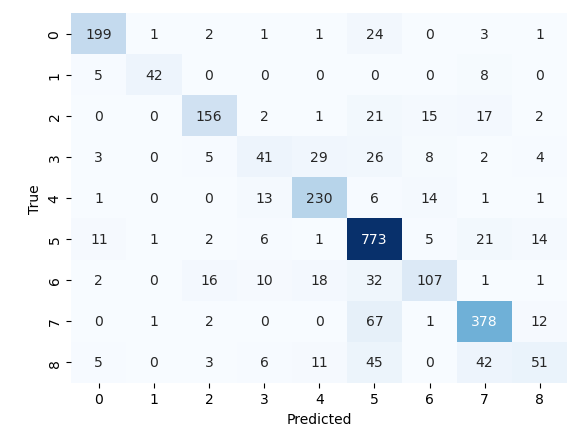 0 199 1 2 1 1 24 0 3 1
1 5 42 0 0 0 0 0 8 0
2 0 0 156 2 1 21 15 17 2
3 3 0 5 41 29 26 8 2 4
4 1 0 0 13 230 6 14 1 1
5 11 1 2 6 1 773 5 21 14
6 2 0 16 10 18 32 107 1 1
7 0 1 2 0 0 67 1 378 12
8 5 0 3 6 11 45 0 42 51
True
0 1 2 3 4 5 6 7 8
Predicted